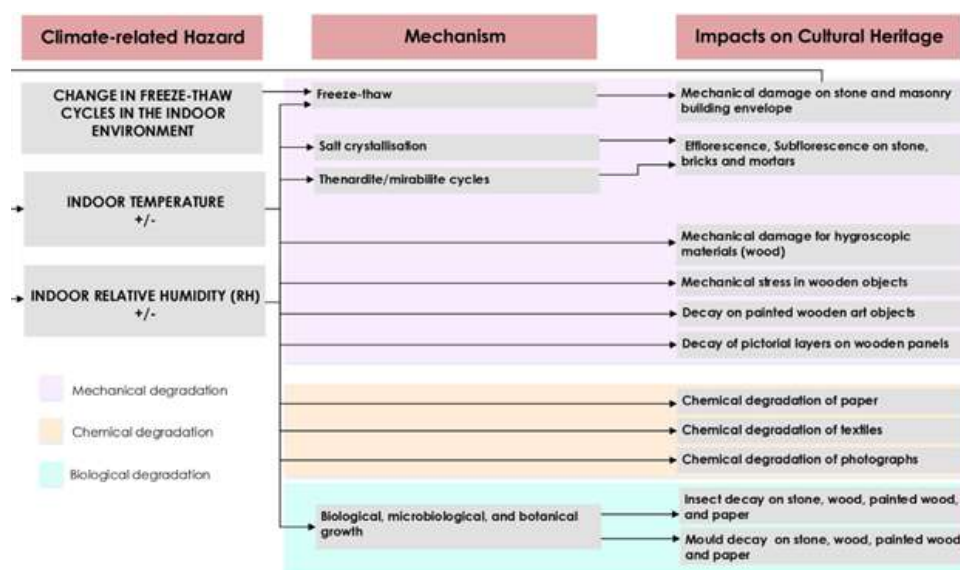 Climate-related Hazard
Mechanism
Impacts on Cultural Heritage
CHANGE IN FREEZE-THAW
CYCLES IN THE INDOOR
ENVIRONMENT
Freeze-thaw
Mechanical damage on stone and masonry
building envelope
Salt crystallisation
Efflorescence, Subflorescence on stone,
bricks and mortars
Thenardite/mirabilite cycles
INDOOR TEMPERATURE
+/-
Mechanical damage for hygroscopic
materials (wood)
INDOOR RELATIVE HUMIDITY (RH)
+/-
Mechanical stress in wooden objects
Decay on painted wooden art objects
Decay of pictorial layers on wooden panels
Mechanical degradation
Chemical degradation
Biological degradation
Chemical degradation of paper
Chemical degradation of textiles
Chemical degradation of photographs
Biological, microbiological, and botanical
growth
Insect decay on stone, wood, painted wood,
and paper
Mould decay on stone, wood, painted wood
and paper